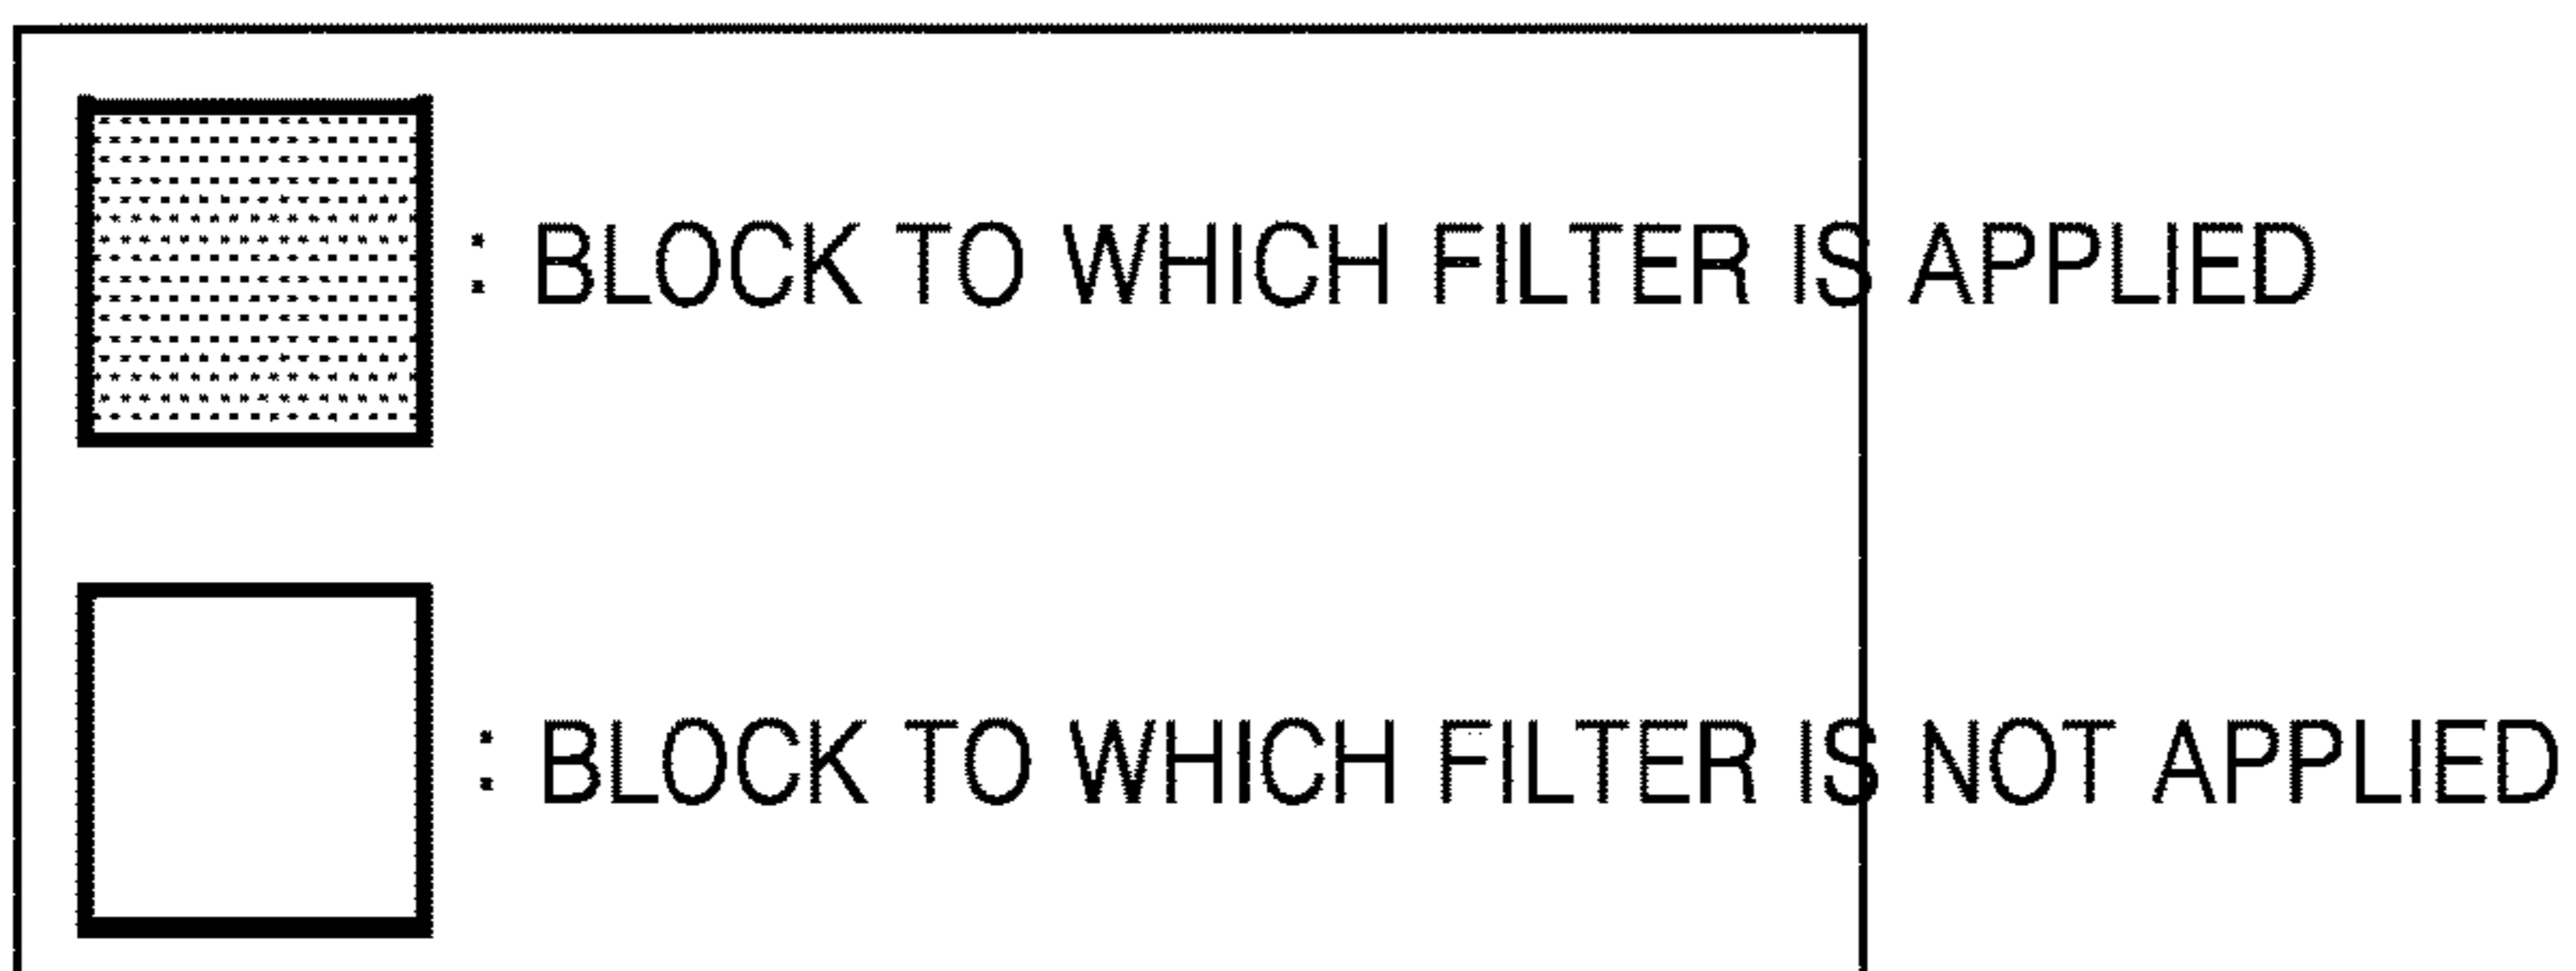 : BLOCK TO WHICH FILTER IS APPLIED
: BLOCK TO WHICH FILTER IS NOT APPLIED